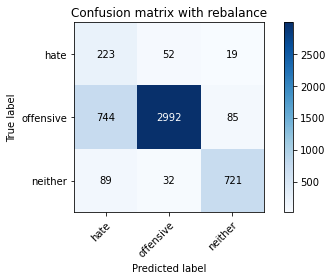 Confusion matrix with rebalance
True label
hate 223 52 19
offensive 744 2992 85
neither 89 32 721
hate offensive neither
Predicted label
2500
2000
1500
1000
500